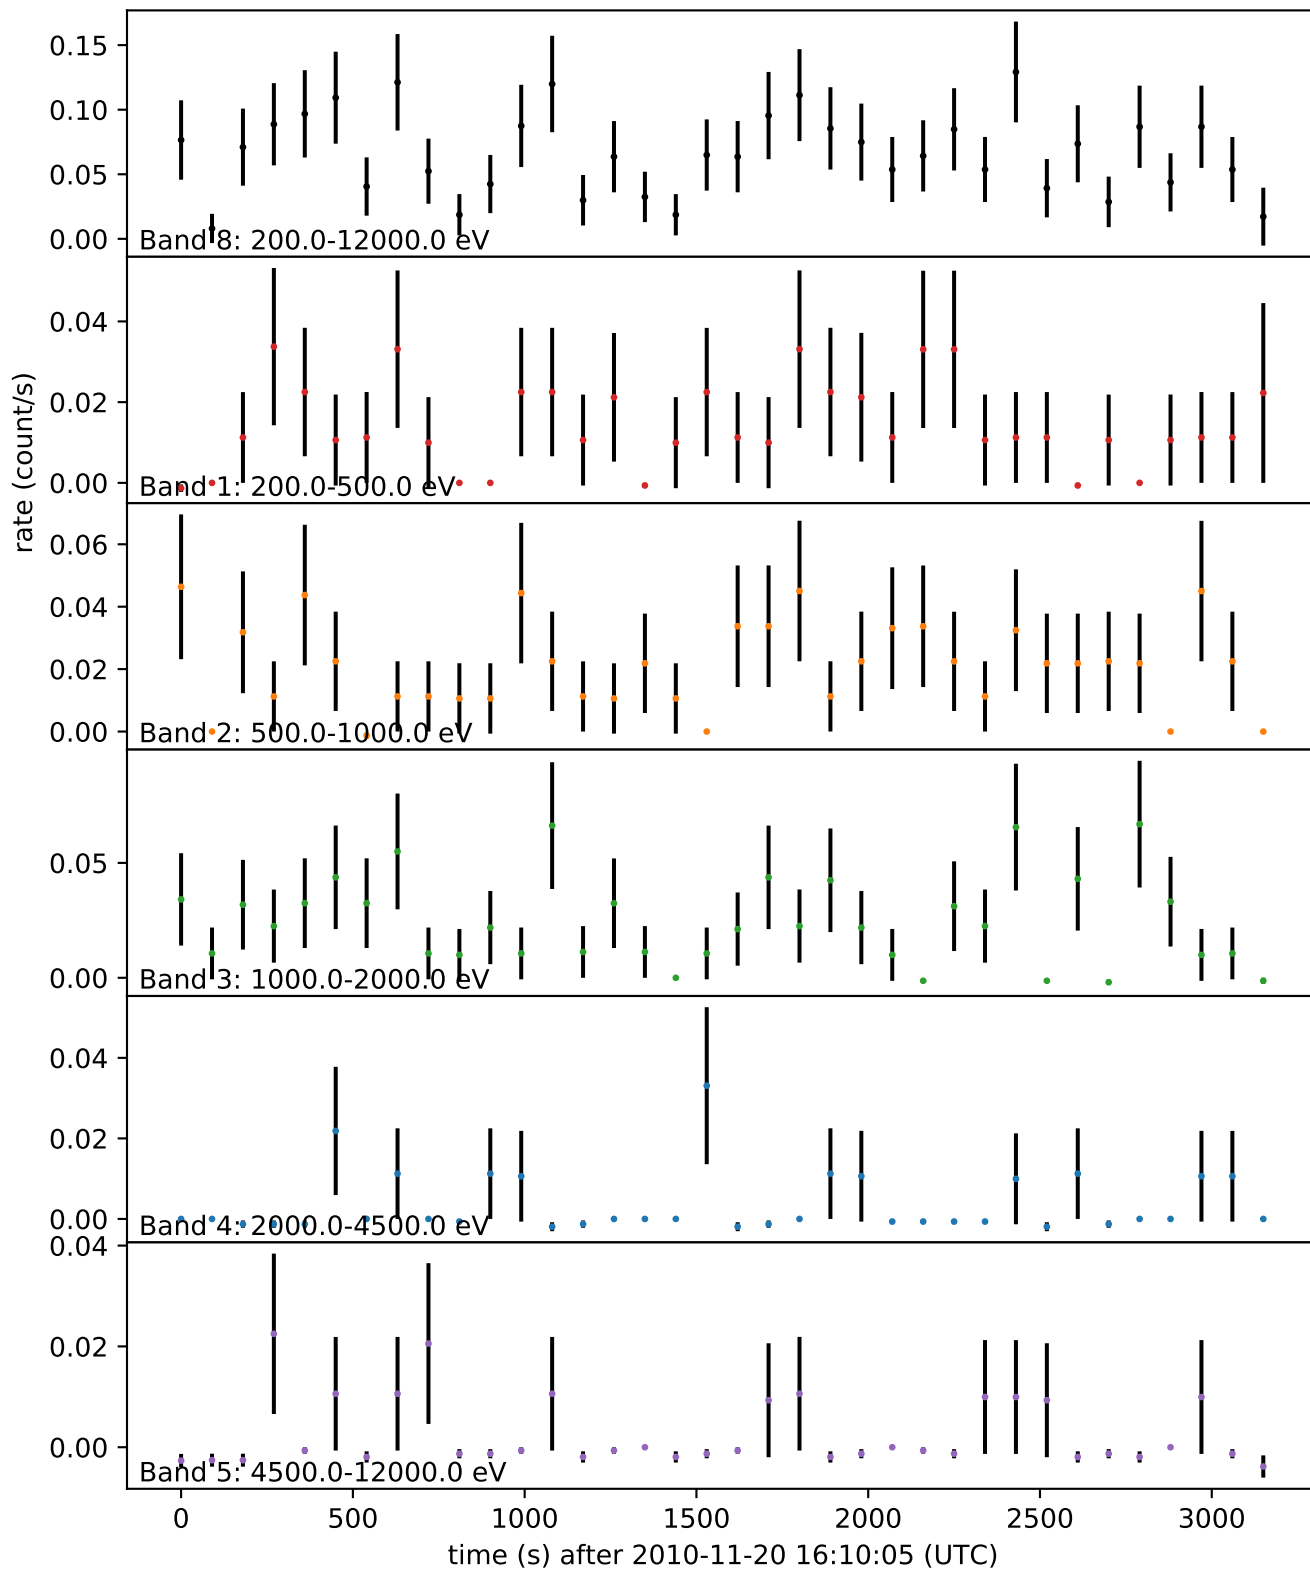 0.15
0.10
0.05
0.00
Band 8: 200.0-12000.0 eV
0.04
0.02
0.00
Band 1: 200.0-500.0 eV
rate (count/s)
0.06
0.04
0.02
0.00
Band 2: 500.0-1000.0 eV
0.05
0.00
Band 3: 1000.0-2000.0 eV
0.04
0.02
0.00
Band 4: 2000.0-4500.0 eV
0.04
0.02
0.00
Band 5: 4500.0-12000.0 eV
0 500 1000 1500 2000 2500 3000
time (s) after 2010-11-20 16:10:05 (UTC)